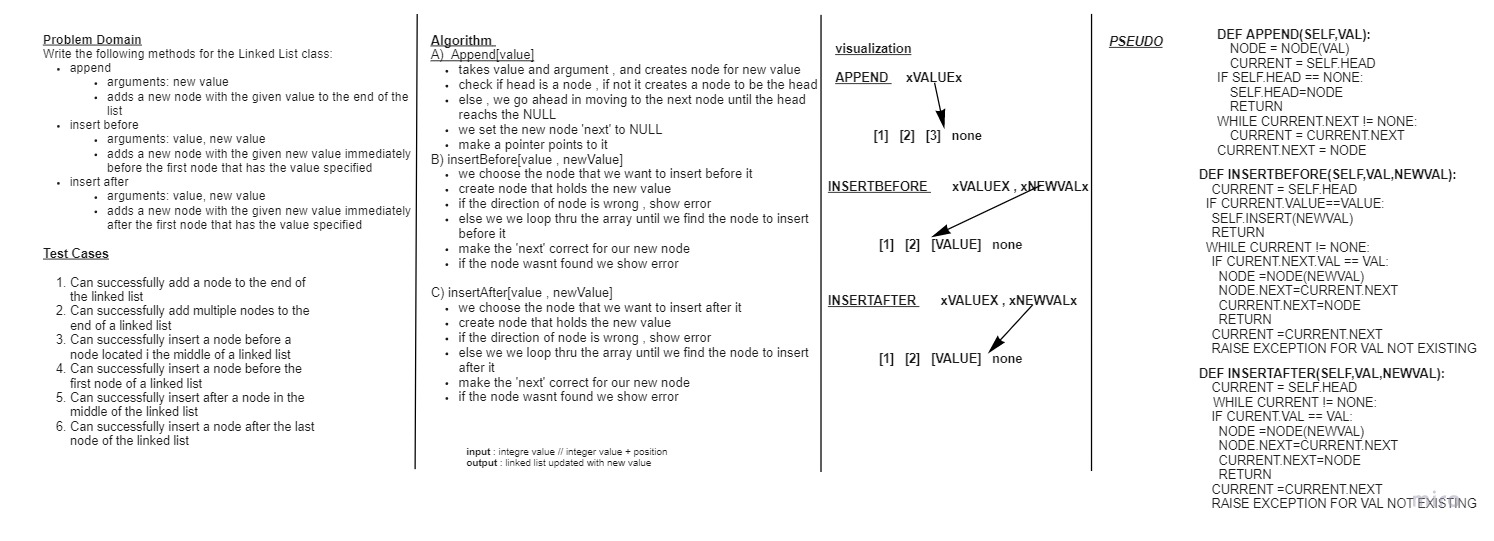 Problem Domain
Write the following methods for the Linked List class:
• append
• arguments: new value
• adds a new node with the given value to the end of the
list
• insert before
• arguments: value, new value
• adds a new node with the given new value immediately
before the first node that has the value specified
• insert after
• arguments: value, new value
• adds a new node with the given new value immediately
after the first node that has the value specified
Test Cases
1. Can successfully add a node to the end of
the linked list
2. Can successfully add multiple nodes to the
end of a linked list
3. Can successfully insert a node before a
node located i the middle of a linked list
4. Can successfully insert a node before the
first node of a linked list
5. Can successfully insert after a node in the
middle of the linked list
6. Can successfully insert a node after the last
node of the linked list
Algorithm
A) Append[value]
• takes value and argument , and creates node for new value
• check if head is a node , if not it creates a node to be the head
• else , we go ahead in moving to the next node until the head
reachs the NULL
• we set the new node 'next' to NULL
• make a pointer points to it
B) insertBefore[value , newValue]
• we choose the node that we want to insert before it
• create node that holds the new value
• if the direction of node is wrong , show error
• else we we loop thru the array until we find the node to insert
before it
• make the 'next' correct for our new node
• if the node wasnt found we show error
C) insertAfter[value , newValue]
• we choose the node that we want to insert after it
• create node that holds the new value
• if the direction of node is wrong , show error
• else we we loop thru the array until we find the node to insert
after it
• make the 'next' correct for our new node
• if the node wasnt found we show error
input : integre value // integer value + position
output : linked list updated with new value
visualization
APPEND xVALUEx
[1] [2] [3] none
INSERTBEFORE xVALUEX , xNEWVALx
[1] [2] [VALUE] none
INSERTAFTER xVALUEX , xNEWVALx
[1] [2] [VALUE] none
PSEUDO
DEF APPEND(SELF,VAL):
NODE = NODE(VAL)
CURRENT = SELF.HEAD
IF SELF.HEAD == NONE:
SELF.HEAD=NODE
RETURN
WHILE CURRENT.NEXT != NONE:
CURRENT = CURRENT.NEXT
CURRENT.NEXT = NODE
DEF INSERTBEFORE(SELF,VAL,NEWVAL):
CURRENT = SELF.HEAD
IF CURRENT.VALUE==VALUE:
SELF.INSERT(NEWVAL)
RETURN
WHILE CURRENT != NONE:
IF CURENT.NEXT.VAL == VAL:
NODE =NODE(NEWVAL)
NODE.NEXT=CURRENT.NEXT
CURRENT.NEXT=NODE
RETURN
CURRENT =CURRENT.NEXT
RAISE EXCEPTION FOR VAL NOT EXISTING
DEF INSERTAFTER(SELF,VAL,NEWVAL):
CURRENT = SELF.HEAD
WHILE CURRENT != NONE:
IF CURENT.VAL == VAL:
NODE =NODE(NEWVAL)
NODE.NEXT=CURRENT.NEXT
CURRENT.NEXT=NODE
RETURN
CURRENT =CURRENT.NEXT
RAISE EXCEPTION FOR VAL NOT EXISTING
miro